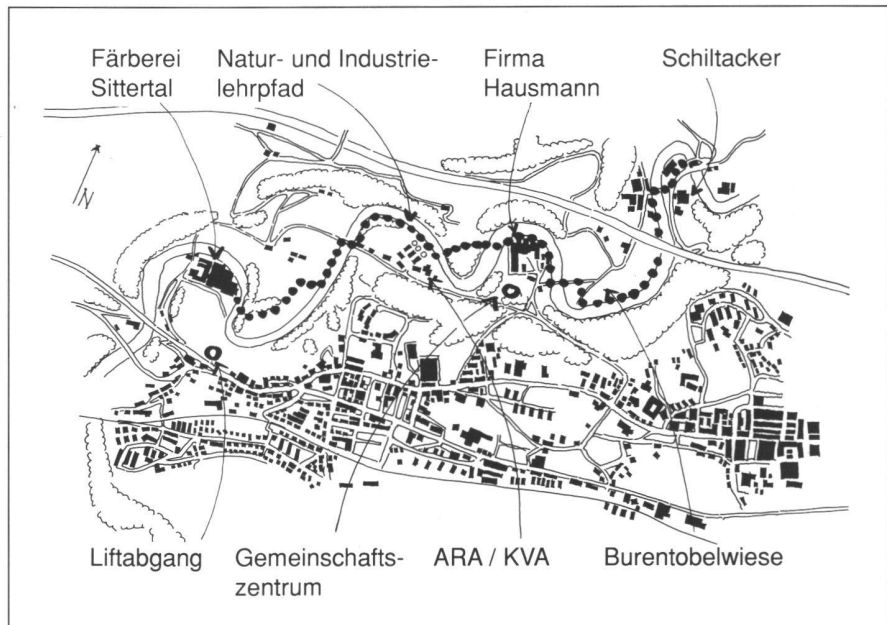 Färberei
Sittertal
Natur- und Industrie-
lehrpfad
Firma
Hausmann
Schiltacker
N
Liftabgang
Gemeinschafts-
zentrum
ARA / KVA
Burentobelwiese